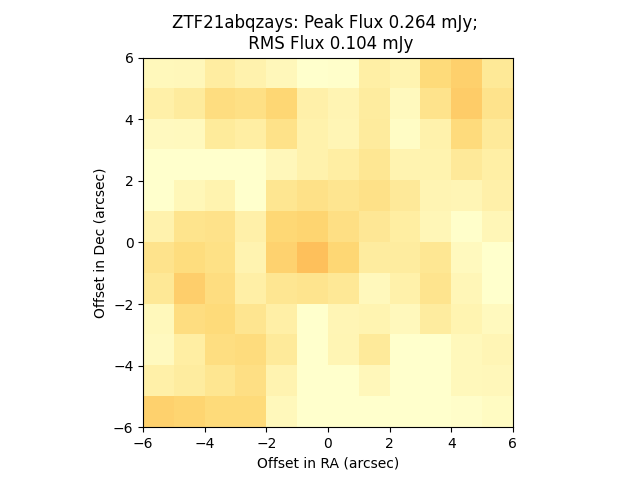 ZTF21abqzays: Peak Flux 0.264 mJy;
RMS Flux 0.104 mJy
6
4
2
0
−2
−4
−6
Offset in Dec (arcsec)
−6 −4 −2 0 2 4 6
Offset in RA (arcsec)